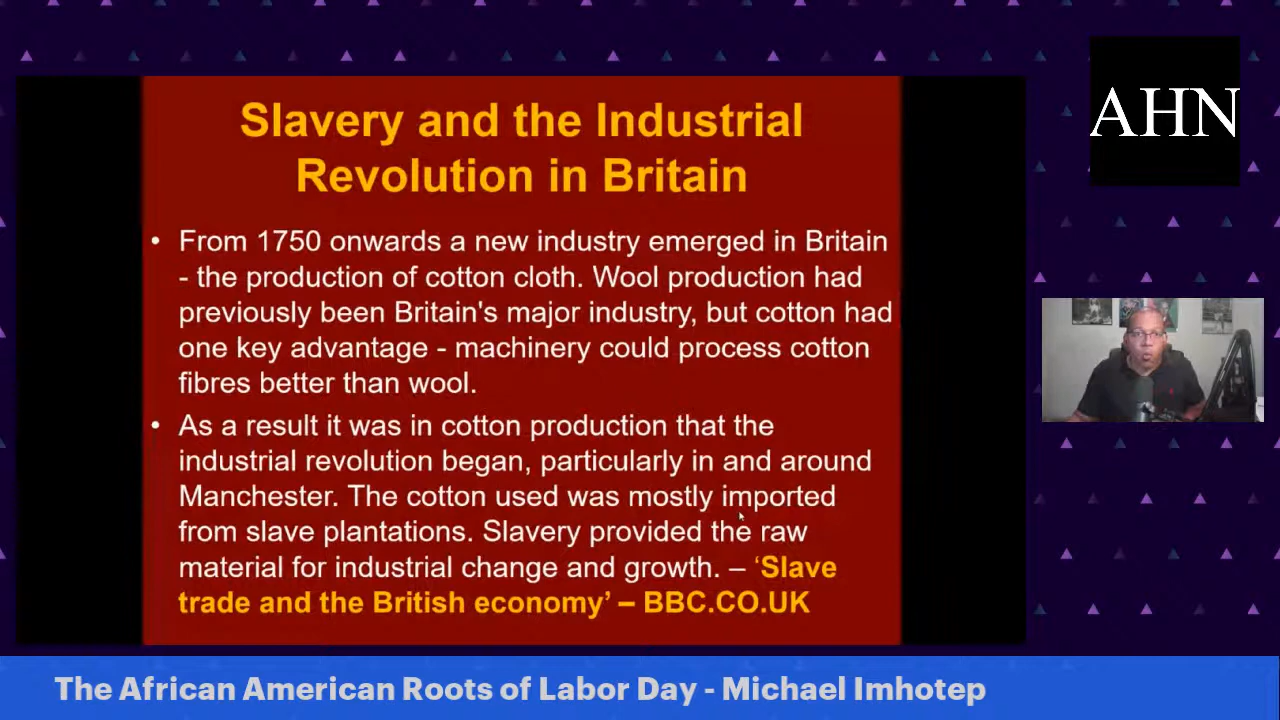 AHN
Slavery and the Industrial
Revolution in Britain
• From 1750 onwards a new industry emerged in Britain
- the production of cotton cloth. Wool production had
previously been Britain's major industry, but cotton had
one key advantage - machinery could process cotton
fibres better than wool.
• As a result it was in cotton production that the
industrial revolution began, particularly in and around
Manchester. The cotton used was mostly imported
from slave plantations. Slavery provided the raw
material for industrial change and growth. – ‘Slave
trade and the British economy’ – BBC.CO.UK
The African American Roots of Labor Day - Michael Imhotep